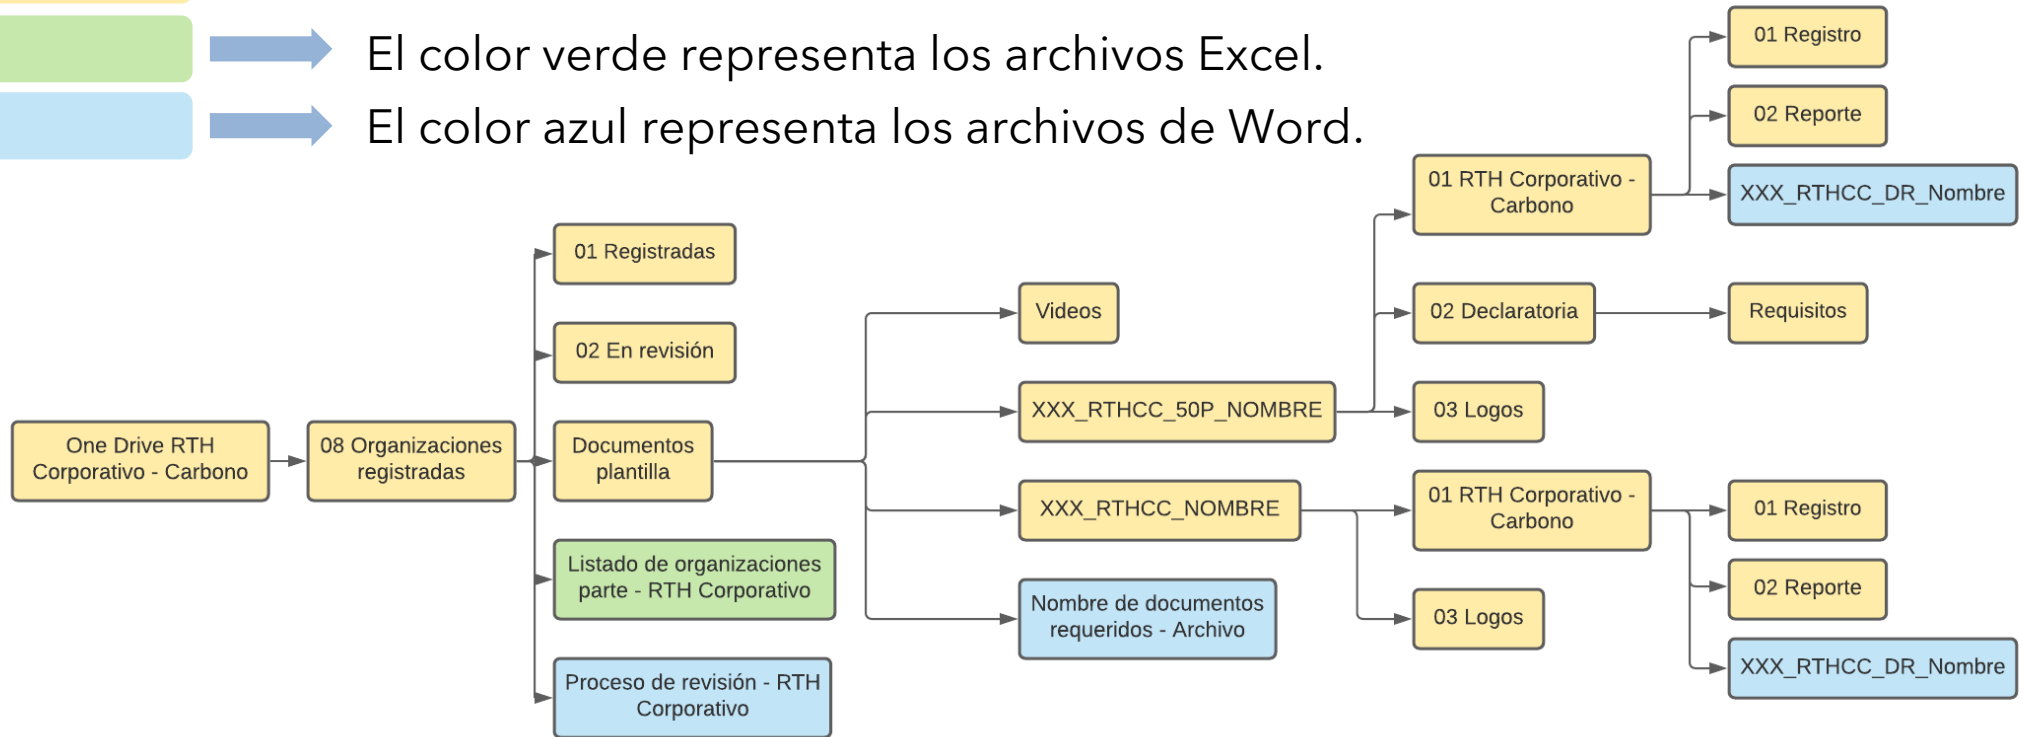 El color verde representa los archivos Excel.
El color azul representa los archivos de Word.
One Drive RTH
Corporativo - Carbono
08 Organizaciones
registradas
01 Registradas
02 En revisión
Documentos
plantilla
Listado de organizaciones
parte - RTH Corporativo
Proceso de revisión - RTH
Corporativo
Videos
XXX_RTHCC_50P_NOMBRE
XXX_RTHCC_NOMBRE
Nombre de documentos
requeridos - Archivo
01 RTH Corporativo -
Carbono
02 Declaratoria
03 Logos
01 RTH Corporativo -
Carbono
03 Logos
01 Registro
02 Reporte
XXX_RTHCC_DR_Nombre
Requisitos
01 Registro
02 Reporte
XXX_RTHCC_DR_Nombre